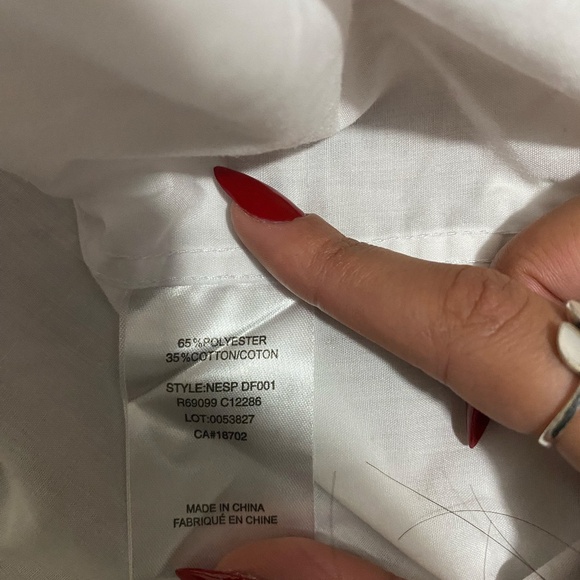 65%POLYESTER
35%COTTON/COTON
STYLE:NESP DF001
R69099 C12286
LOT:0053827
CA#18702
MADE IN CHINA
FABRIQUÉ EN CHINE